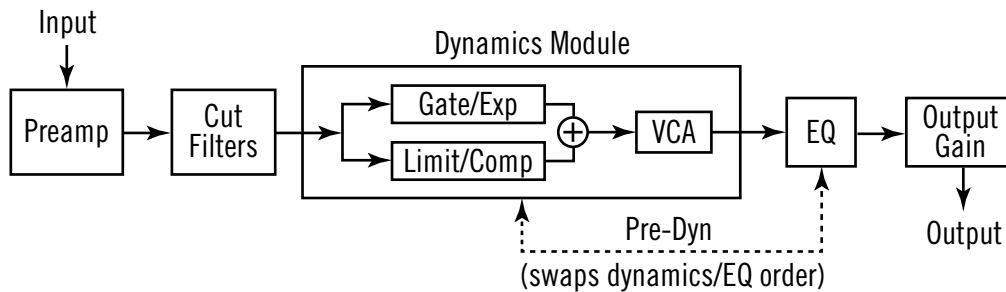 Input
Preamp
Cut
Filters
Dynamics Module
Gate/Exp
Limit/Comp
+
VCA
EQ
Output
Gain
Output
Pre-Dyn
(swaps dynamics/EQ order)